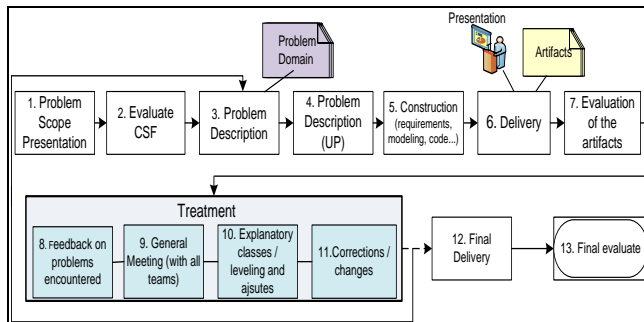 Presentation
Problem
Domain
Artifacts
1. Problem
Scope
Presentation
2. Evaluate
CSF
3. Problem
Description
4. Problem
Description
(UP)
5. Construction
(requirements,
modeling, code...)
6. Delivery
7. Evaluation
of the
artifacts
Treatment
8. Feedback on
problems
encountered
9. General
Meeting (with all
teams)
10. Explanatory
classes /
leveling and
ajsutes
11.Corrections /
changes
12. Final
Delivery
13. Final evaluate